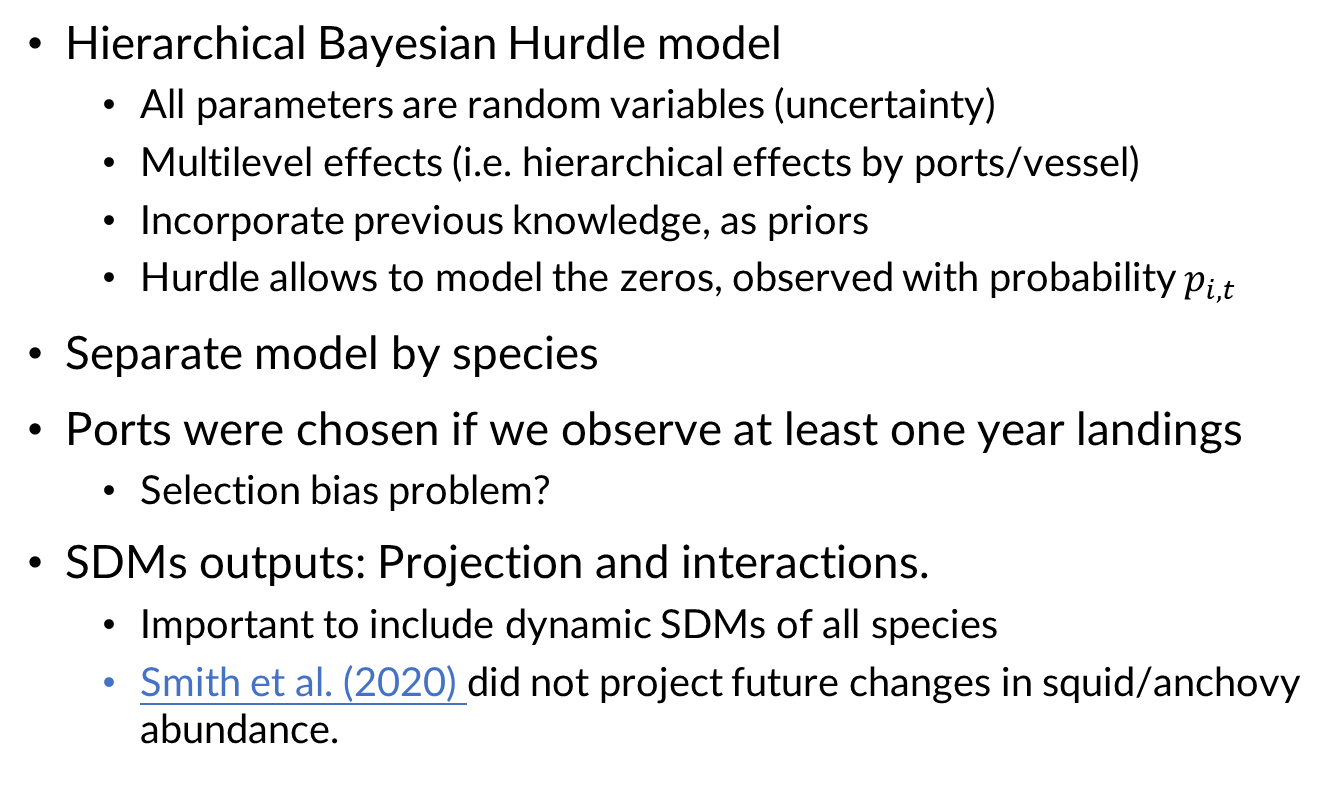 • Hierarchical Bayesian Hurdle model
• All parameters are random variables (uncertainty)
• Multilevel effects (i.e. hierarchical effects by ports/vessel)
• Incorporate previous knowledge, as priors
• Hurdle allows to model the zeros, observed with probability p_{i,t}
• Separate model by species
• Ports were chosen if we observe at least one year landings
• Selection bias problem?
• SDMs outputs: Projection and interactions.
• Important to include dynamic SDMs of all species
• Smith et al. (2020) did not project future changes in squid/anchovy
abundance.